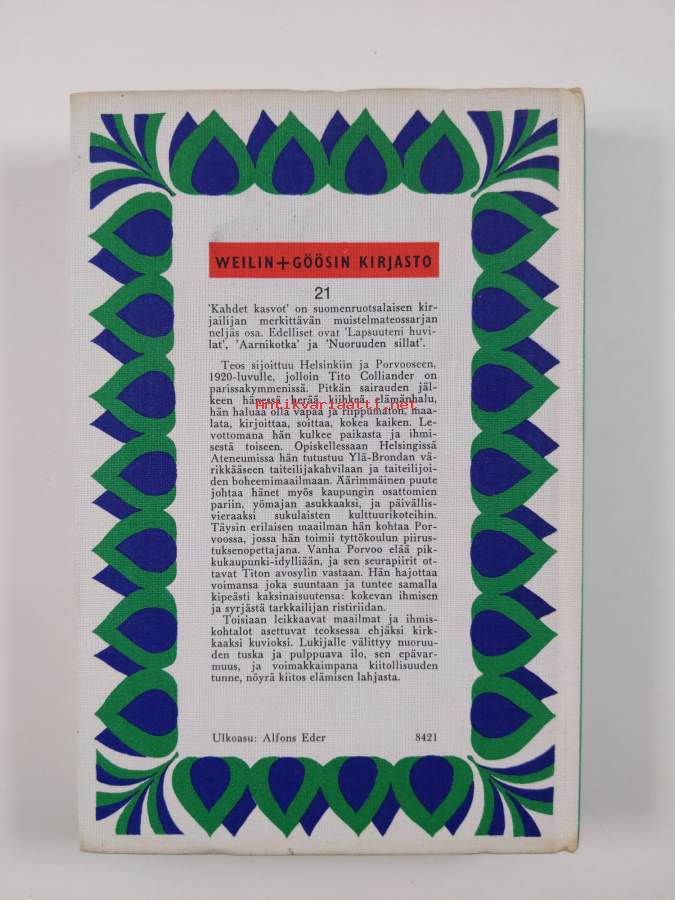 WEILIN+GÖÖSIN KIRJASTO
21
'Kahdet kasvot' on suomenruotsalaisen kir-
jailijan merkittävän muistelmateossarjan
neljäs osa. Edelliset ovat 'Lapsuuteni huvi-
lat', 'Aarnikotka' ja 'Nuoruuden sillat'.
Teos sijoittuu Helsinkiin ja Porvooseen,
1920-luvulle, jolloin Tito Colliander on
parissakymmenissä. Pitkän sairauden jäl-
keen hänessä herää kiihkeä elämänhalu,
hän haluaa olla vapaa ja riippumaton, maa-
Antikvariaatti.net
lata, kirjoittaa, soittaa, kokea kaiken. Le-
vottomana hän kulkee paikasta ja ihmi-
sestä toiseen. Opiskellessaan Helsingissä
Ateneumissa hän tutustuu Ylä-Brondan vä-
rikkääseen taiteilijakahvilaan ja taiteilijoi-
den boheemimaailmaan. Xärimmäinen puute
johtaa hänet myös kaupungin osattomien
pariin, yömajan asukkaaksi, ja päivällis-
vieraaksi sukulaisten kulttuurikoteihin.
Täysin erilaisen maailman hän kohtaa Por-
voossa, jossa hän toimii tyttökoulun piirus-
tuksenopettajana. Vanha Porvoo elää pik-
kukaupunki-idylliään, ja sen seurapiirit ot-
tavat Titon avosylin vastaan. Hän hajottaa
voimansa joka suuntaan ja tuntee samalla
kipeästi kaksinaisuutensa: kokevan ihmisen
ja syrjästä tarkkailijan ristiriidan.
Toisiaan leikkaavat maailmat ja ihmis-
kohtalot asettuvat teoksessa ehjäksi kirk-
kaaksi kuvioksi. Lukijalle välittyy nuoruu-
den tuska ja pulppuava ilo, sen epävar-
muus, ja voimakkaimpana kiitollisuuden
tunne, nöyrä kiitos elämisen lahjasta.
Ulkoasu: Alfons Eder 8421